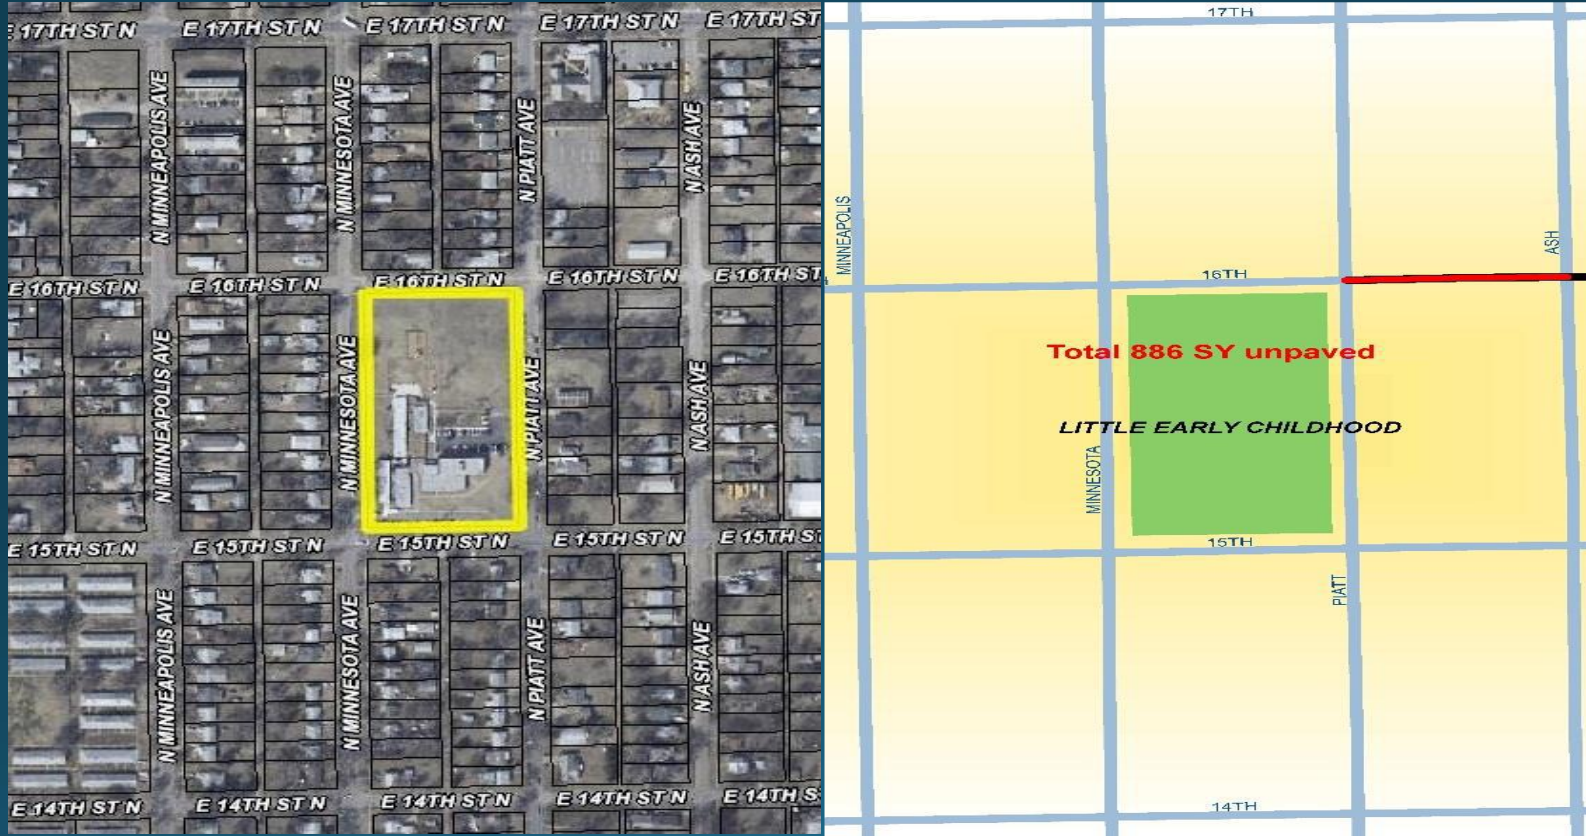 E 17TH ST N
E 17TH ST N
E 17TH ST N
E 17TH ST N
E 17TH ST
N MINNEAPOLIS AVE
N MINNESOTA AVE
N PIATT AVE
N ASH AVE
E 16TH ST N
E 16TH ST N
E 16TH ST N
E 16TH ST N
E 16TH ST
N MINNEAPOLIS AVE
N MINNESOTA AVE
N PIATT AVE
N ASH AVE
E 15TH ST N
E 15TH ST N
E 15TH ST N
E 15TH ST N
E 15TH ST
N MINNEAPOLIS AVE
N MINNESOTA AVE
N PIATT AVE
N ASH AVE
E 14TH ST N
E 14TH ST N
E 14TH ST N
E 14TH ST N
E 14TH S
17TH
MINNEAPOLIS
ASH
16TH
Total 886 SY unpaved
LITTLE EARLY CHILDHOOD
MINNESOTA
15TH
PIATT
14TH